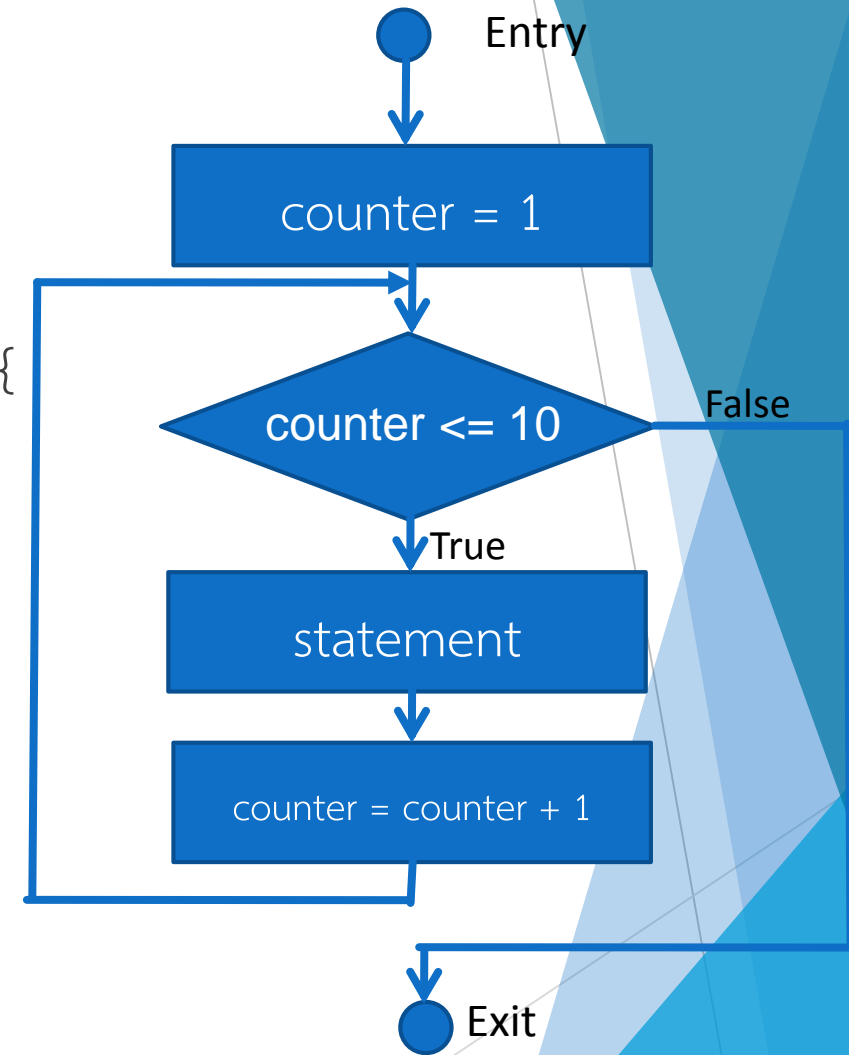 Entry
counter = 1
{
counter <= 10
False
True
statement
counter = counter + 1
Exit